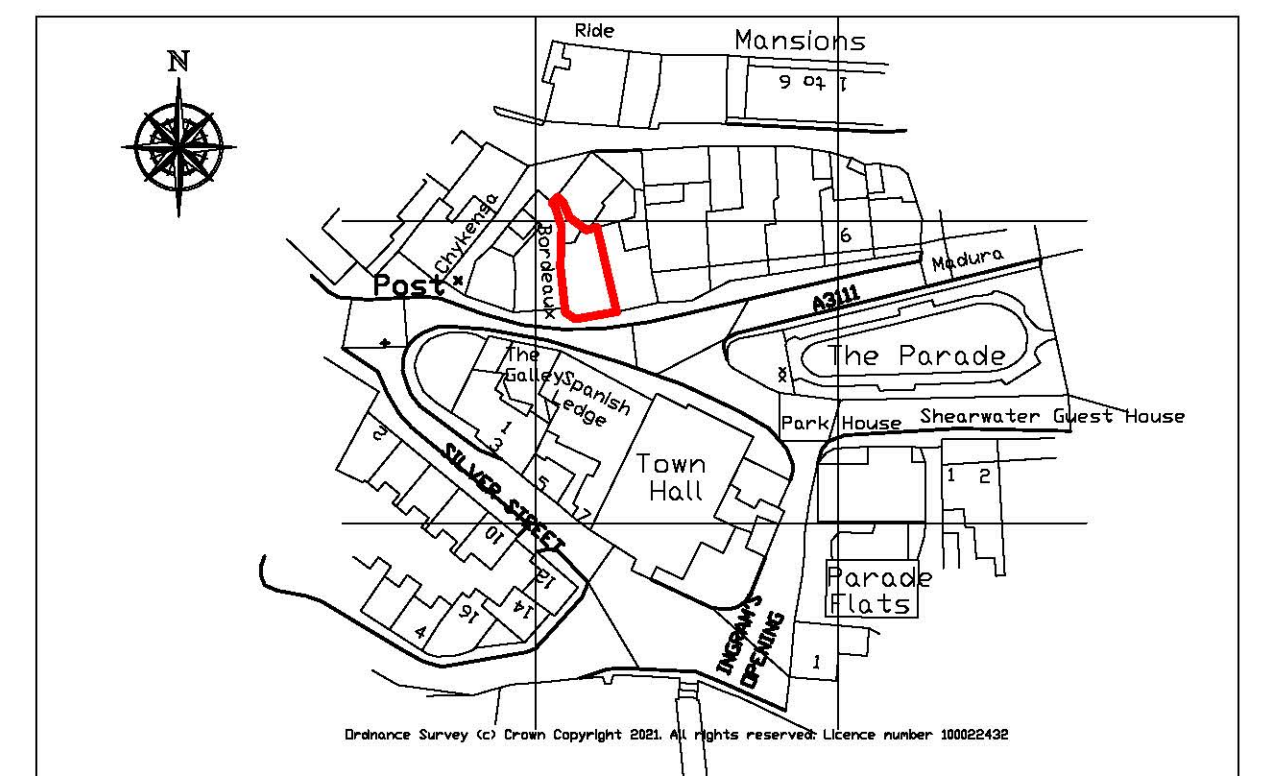 N
Ride
Mansions
1 to 6
Chykensa
Bordeaux
6
Madura
Post
A3111
The
Galley
Spanish
Ledge
The Parade
Park House
Shearwater Guest House
1
3
2
SILVER STREET
5
7
Town
Hall
1
2
10
12
14
16
4
Parade
Flats
INGRAM'S
OPENING
1
Ordnance Survey (c) Crown Copyright 2021. All rights reserved. Licence number 100022432